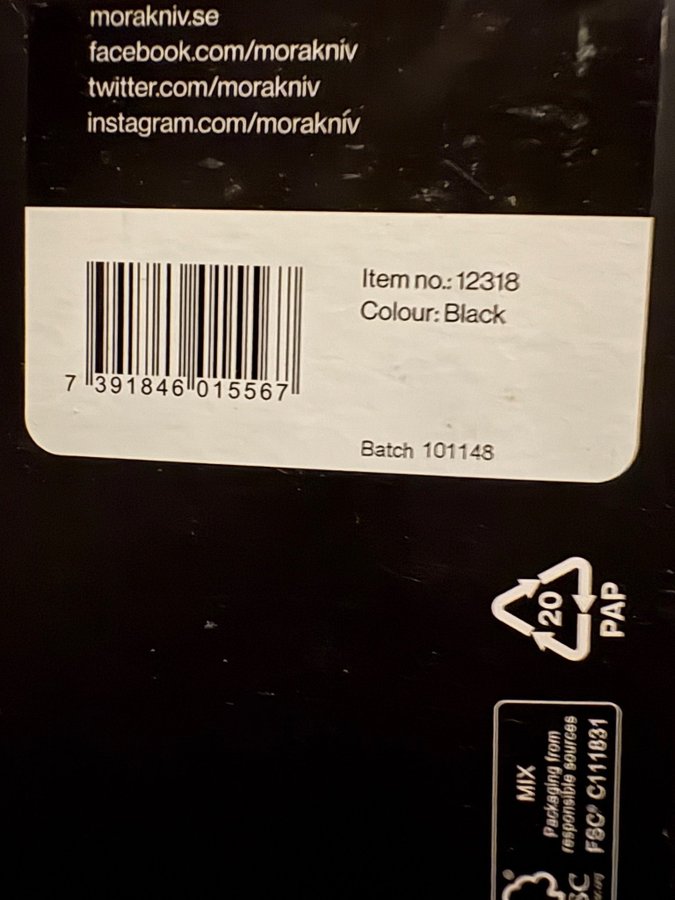 morakniv.se
facebook.com/morakniv
twitter.com/morakniv
instagram.com/morakniv
Item no.: 12318
Colour: Black
7 391846 015567
Batch 101148
20
PAP
MIX
Packaging from
responsible sources
FSC® C111831